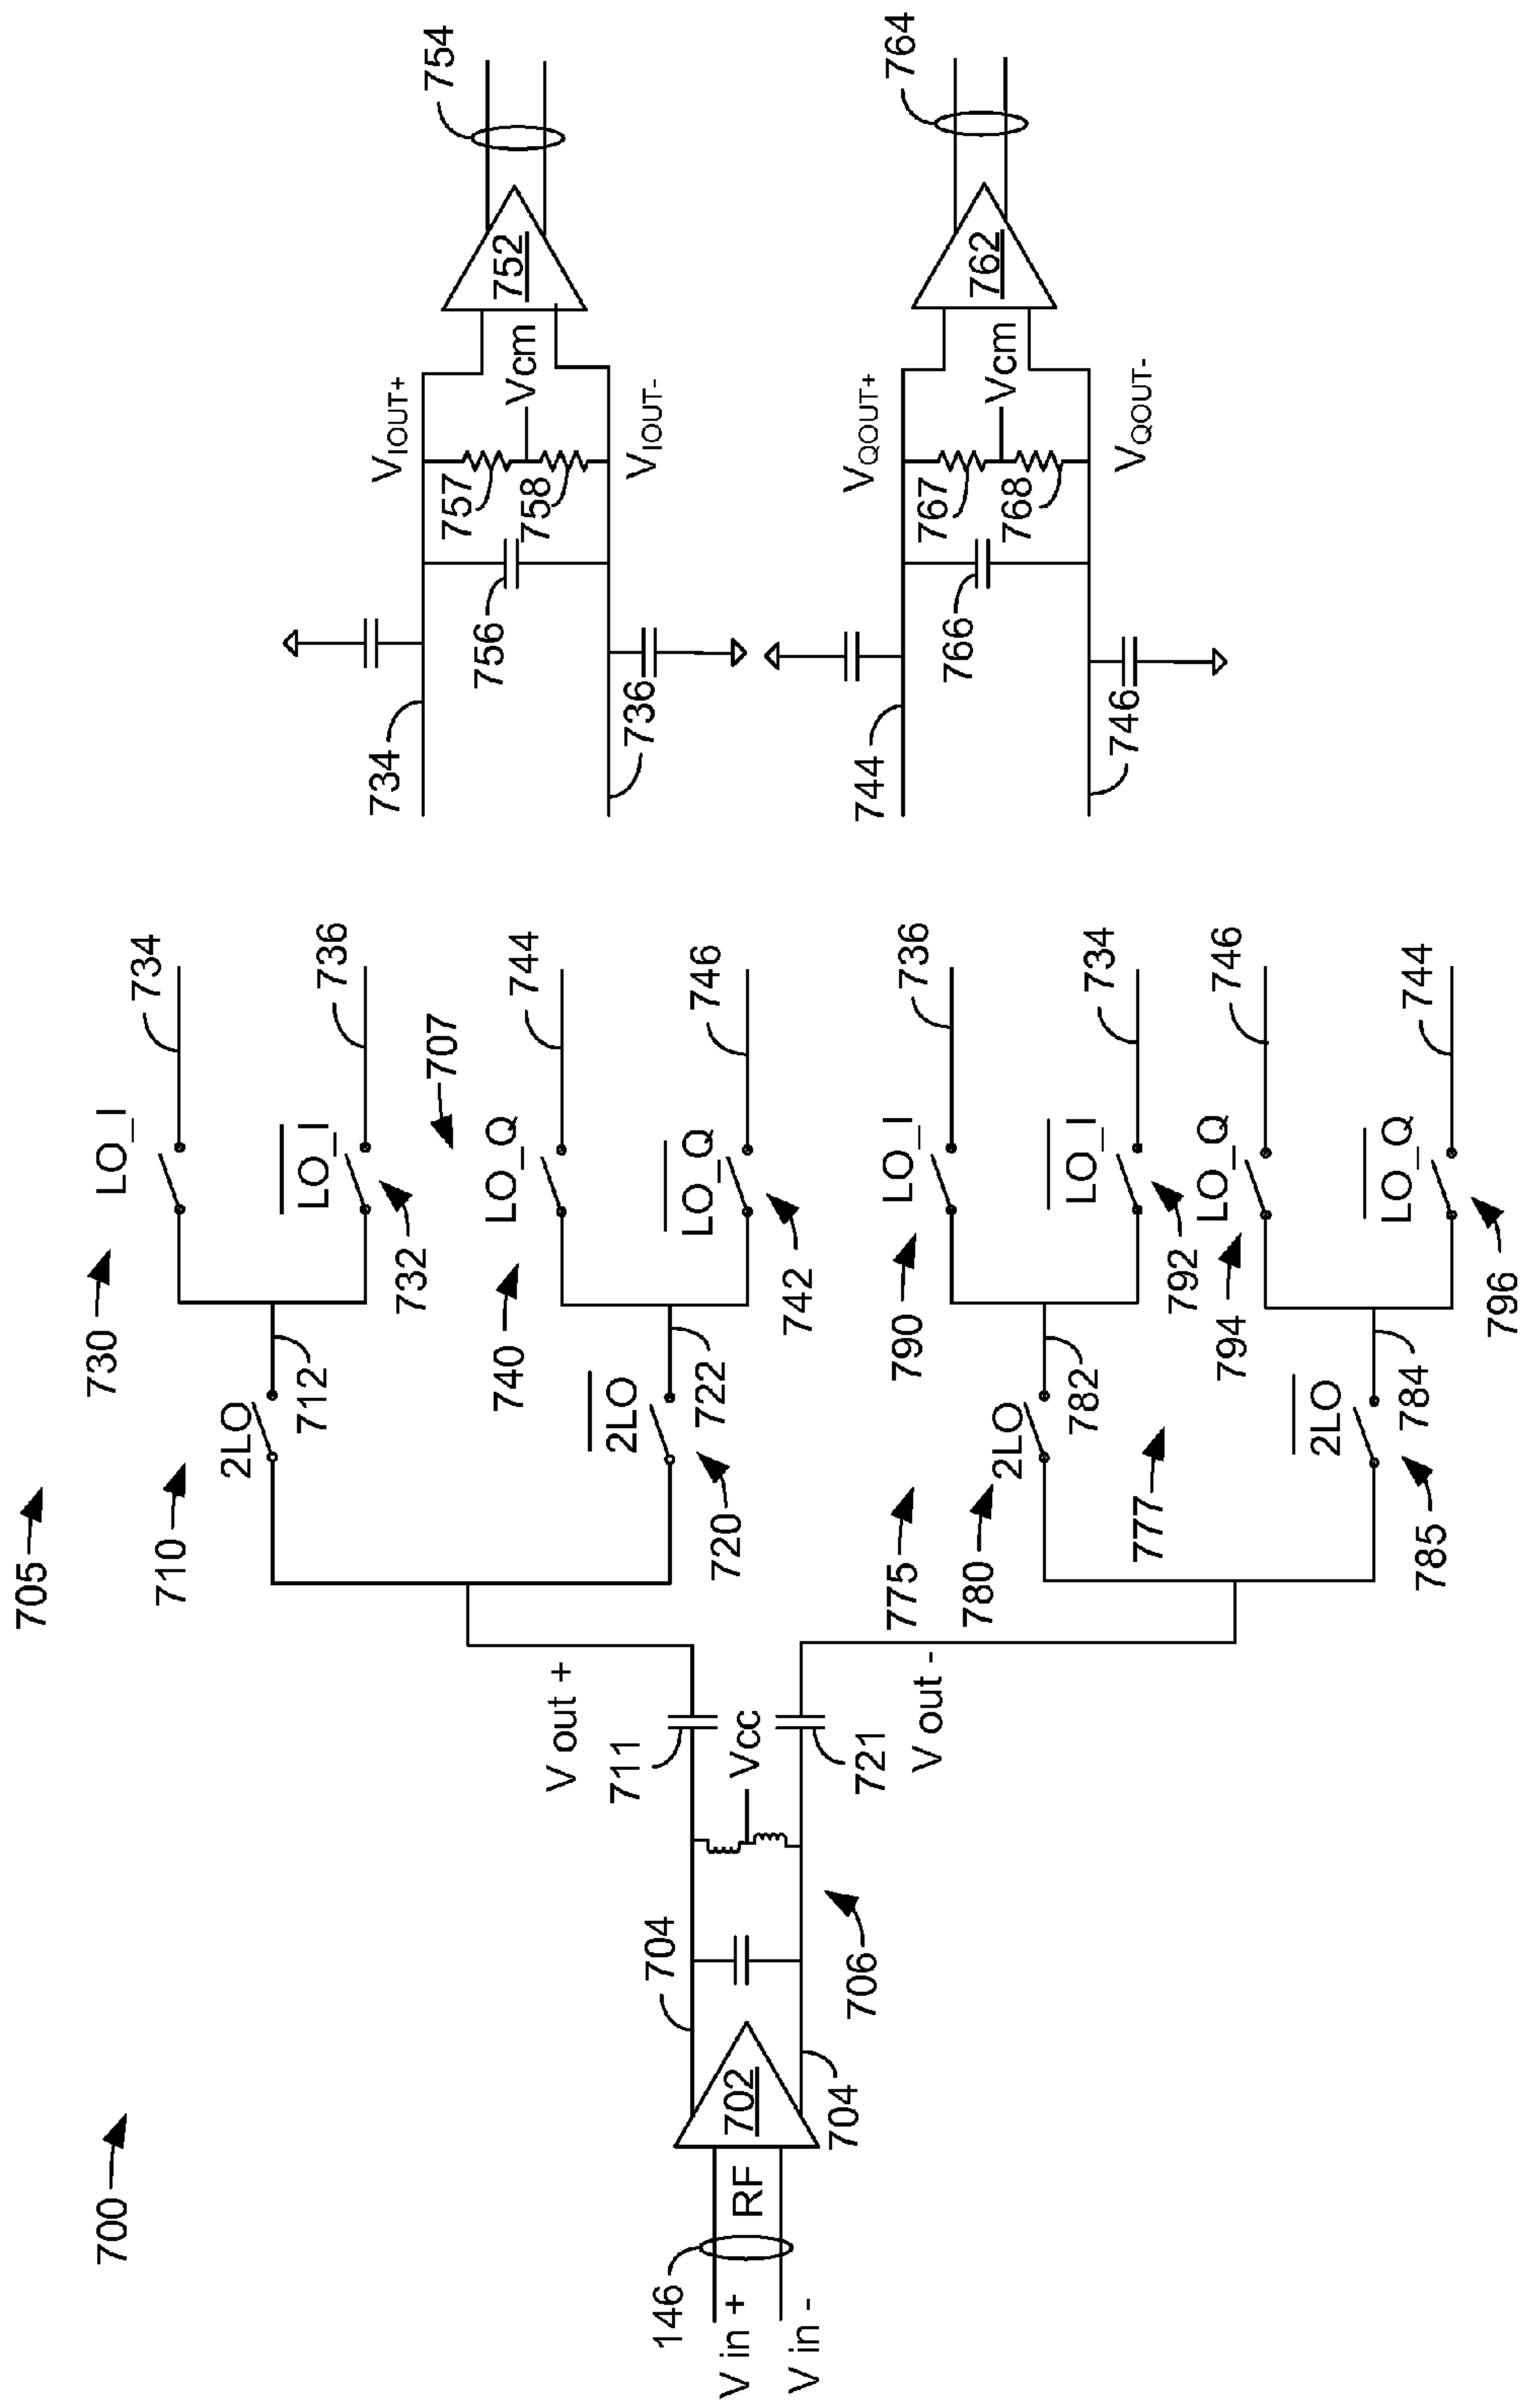 700
146
V in +
V in -
RF
702
704
704
706
Vcc
711
721
V out +
V out -
705
710
2LO
712
720
2LO
722
730
LO_I
734
732
LO_I
736
707
740
LO_Q
744
742
LO_Q
746
775
777
780
2LO
782
785
2LO
784
790
LO_I
736
792
LO_I
734
794
LO_Q
746
796
LO_Q
744
734
736
756
757
758
VIOUT+
VIOUT-
Vcm
752
754
744
746
766
767
768
VQOUT+
VQOUT-
Vcm
762
764